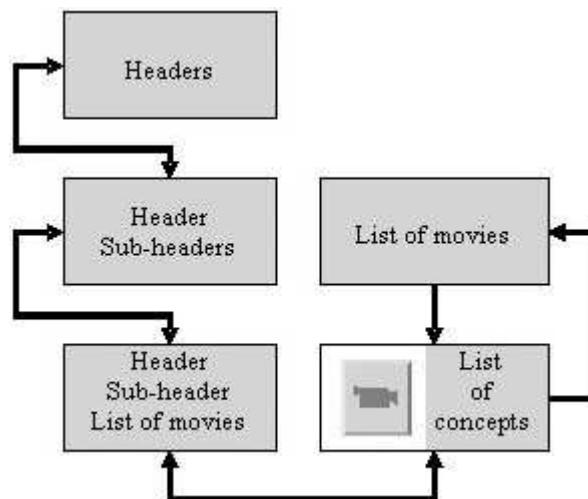 Headers
Header
Sub-headers
List of movies
Header
Sub-header
List of movies
List
of
concepts